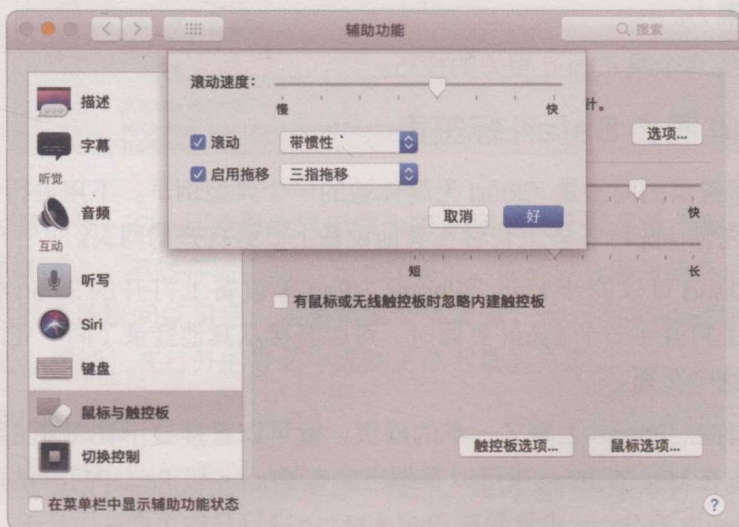 辅助功能
搜索
描述
字幕
听觉
音频
互动
听写
Siri
键盘
鼠标与触控板
切换控制
滚动速度：
慢
快
滚动
带惯性
启用拖移
三指拖移
取消
好
针。
选项...
快
短
长
有鼠标或无线触控板时忽略内建触控板
触控板选项...
鼠标选项...
在菜单栏中显示辅助功能状态
?